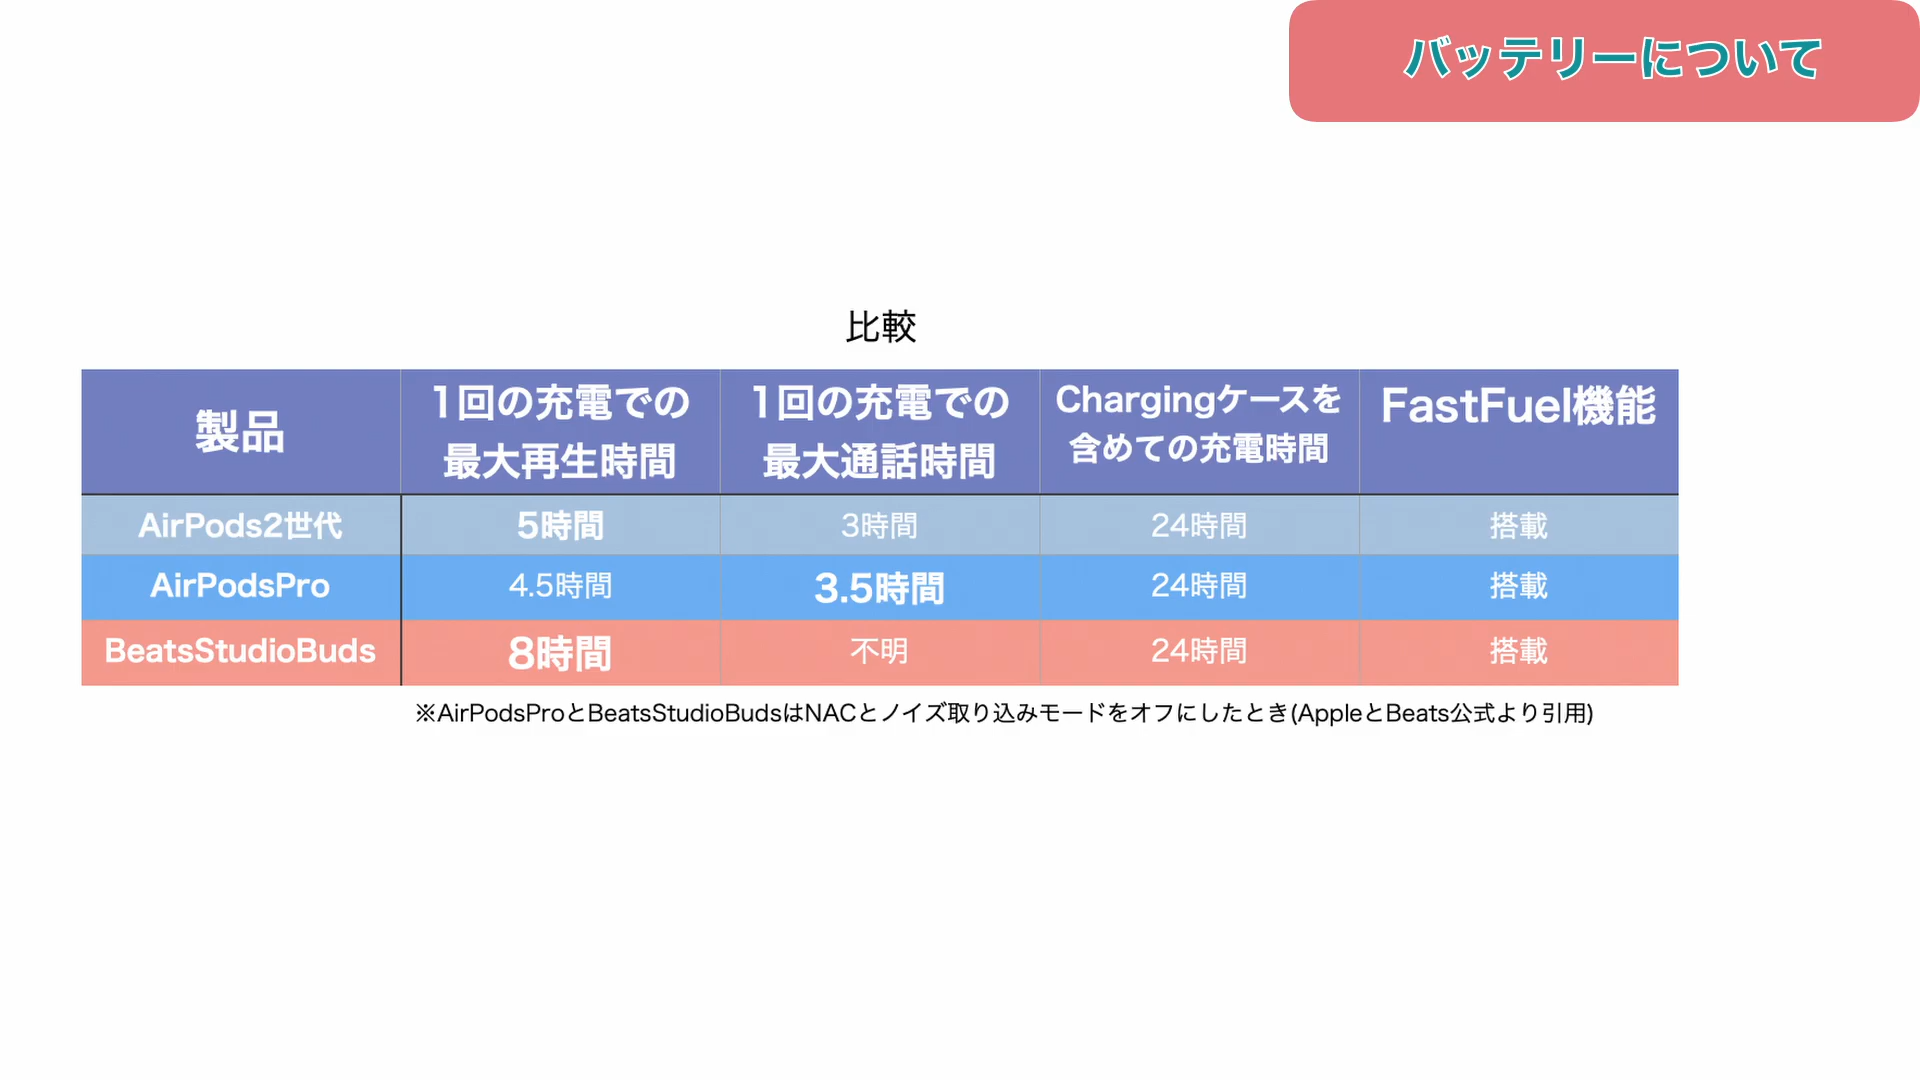 バッテリーについて
比較
製品
1回の充電での
最大再生時間
1回の充電での
最大通話時間
Chargingケースを
含めての充電時間
FastFuel機能
AirPods2世代 5時間 3時間 24時間 搭載
AirPodsPro 4.5時間 3.5時間 24時間 搭載
BeatsStudioBuds 8時間 不明 24時間 搭載
※AirPodsProとBeatsStudioBudsはNACとノイズ取り込みモードをオフにしたとき(AppleとBeats公式より引用)